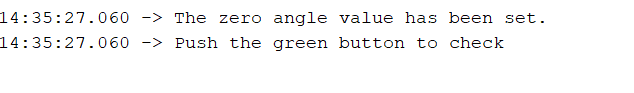 14:35:27.060 -> The zero angle value has been set.
14:35:27.060 -> Push the green button to check